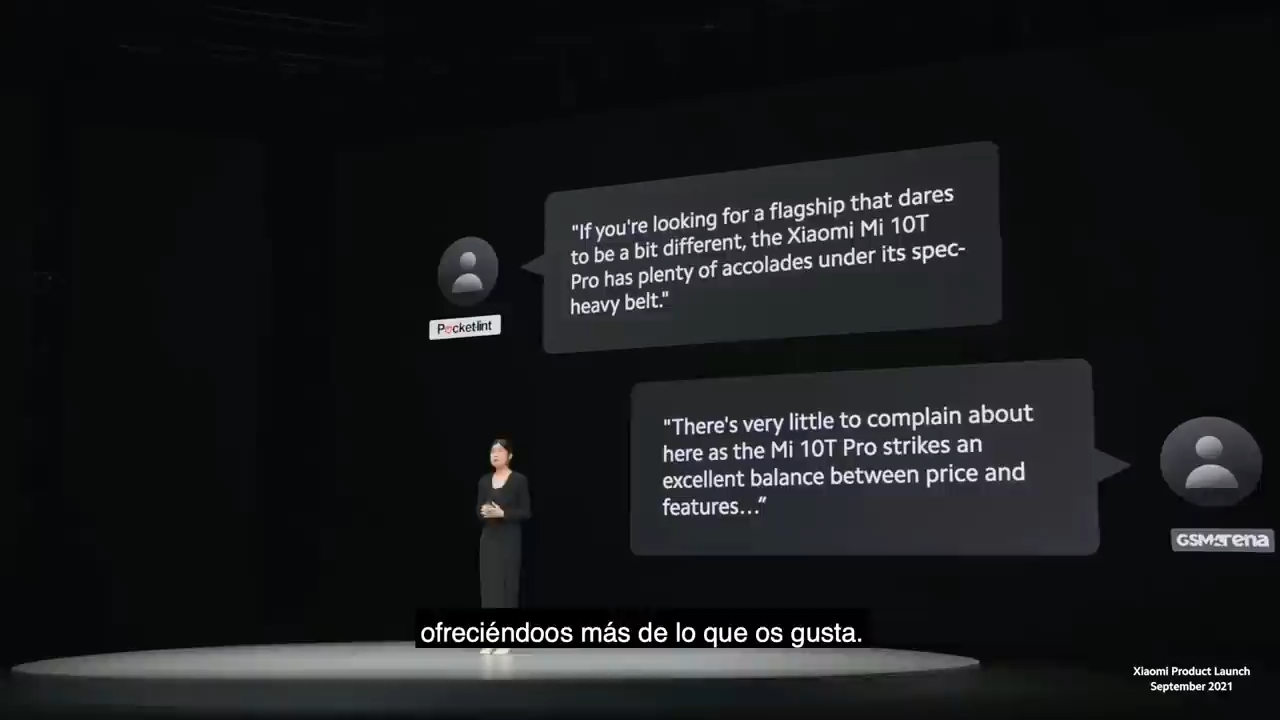 "If you're looking for a flagship that dares
to be a bit different, the Xiaomi Mi 10T
Pro has plenty of accolades under its spec-
heavy belt."
Pocket-lint
"There's very little to complain about
here as the Mi 10T Pro strikes an
excellent balance between price and
features…”
GSMArena
ofreciéndoos más de lo que os gusta.
Xiaomi Product Launch
September 2021